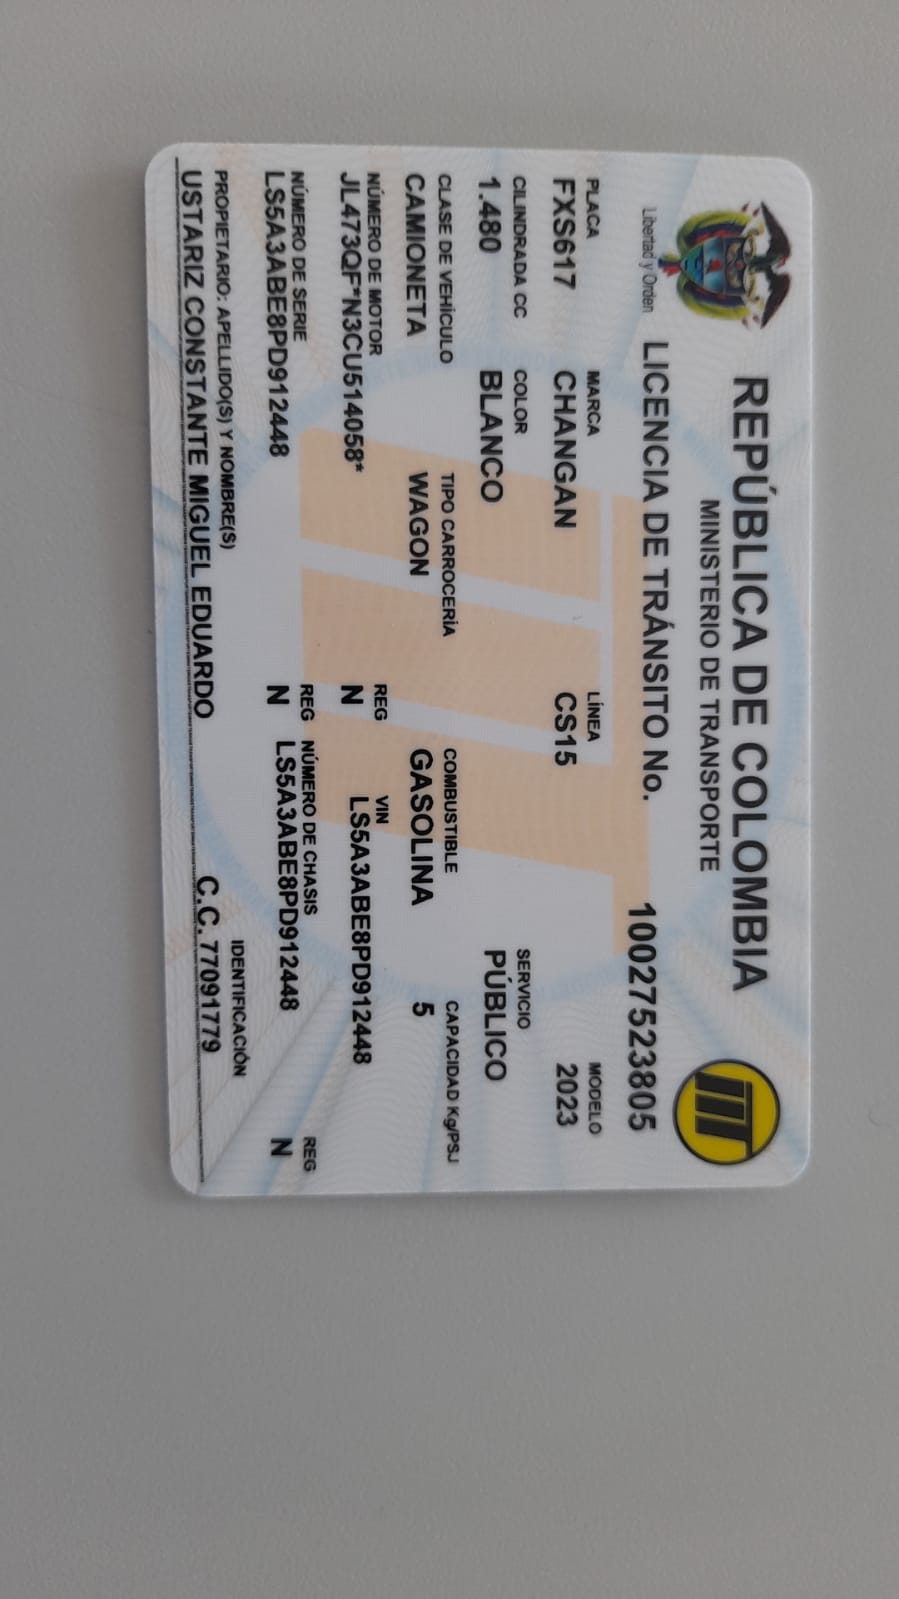 REPÚBLICA DE COLOMBIA
MINISTERIO DE TRANSPORTE
Libertad y Orden
LICENCIA DE TRÁNSITO No. 10027523805
PLACA MARCA LÍNEA MODELO
FXS617 CHANGAN CS15 2023
CILINDRADA CC COLOR SERVICIO
1.480 BLANCO PÚBLICO
CLASE DE VEHÍCULO TIPO CARROCERÍA COMBUSTIBLE CAPACIDAD Kg/PSJ
CAMIONETA WAGON GASOLINA 5
NÚMERO DE MOTOR REG VIN
JL473QF*N3CU514058* N LS5A3ABE8PD912448
NÚMERO DE SERIE REG NÚMERO DE CHASIS REG
LS5A3ABE8PD912448 N LS5A3ABE8PD912448 N
PROPIETARIO: APELLIDO(S) Y NOMBRE(S) IDENTIFICACIÓN
USTARIZ CONSTANTE MIGUEL EDUARDO C.C. 77091779